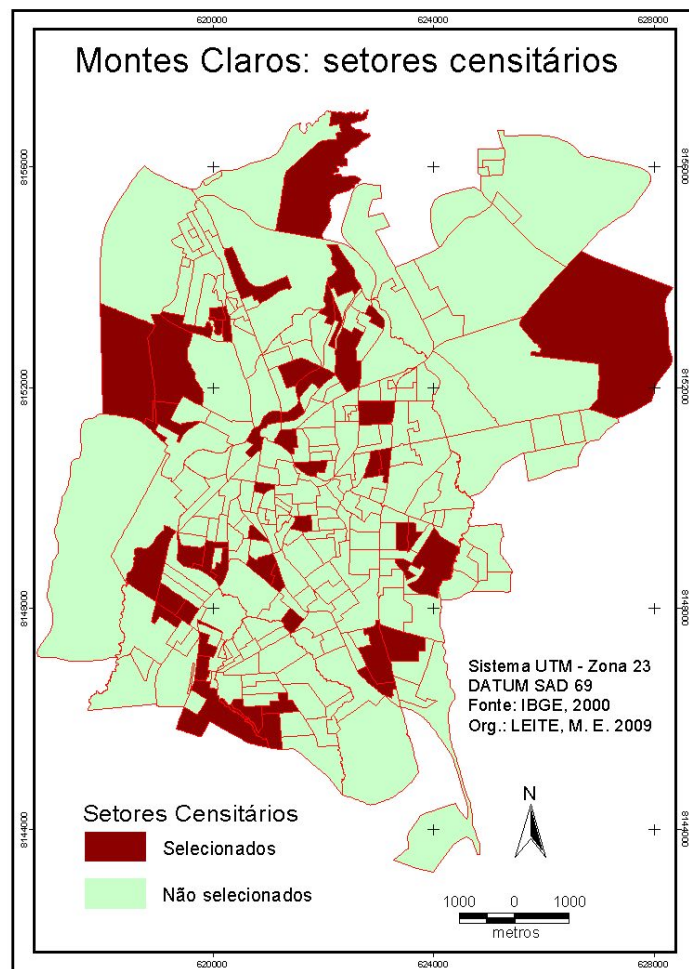 620000 624000 628000
Montes Claros: setores censitários
8156000 8156000
8152000 8152000
8148000 8148000
Sistema UTM - Zona 23
DATUM SAD 69
Fonte: IBGE, 2000
Org.: LEITE, M. E. 2009
N
Setores Censitários
Selecionados
Não selecionados
8144000 8144000
1000 0 1000
metros
620000 624000 628000